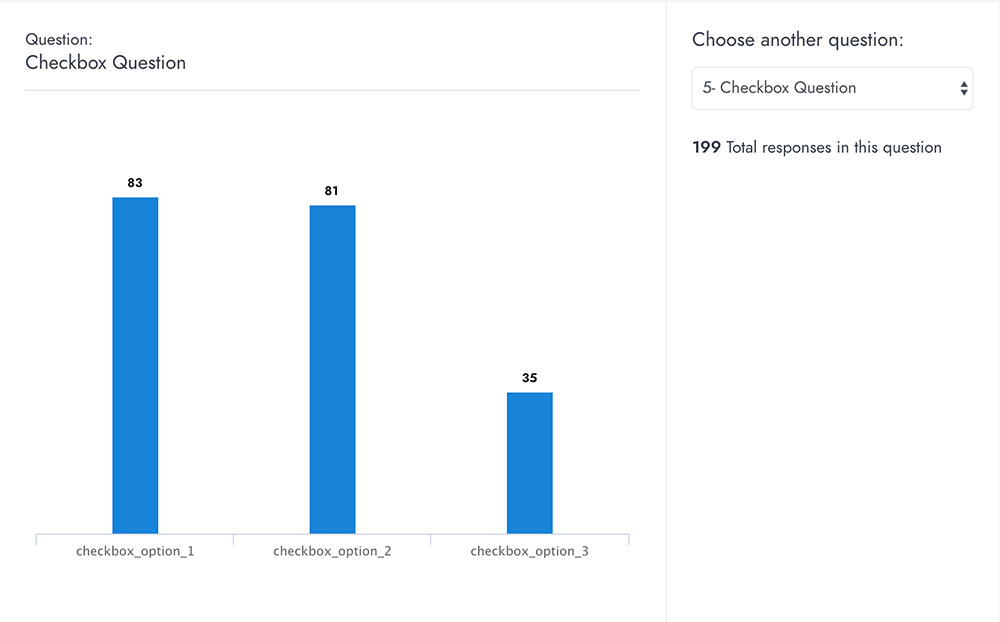 Question:
Checkbox Question
83
81
35
checkbox_option_1
checkbox_option_2
checkbox_option_3
Choose another question:
5- Checkbox Question
199 Total responses in this question